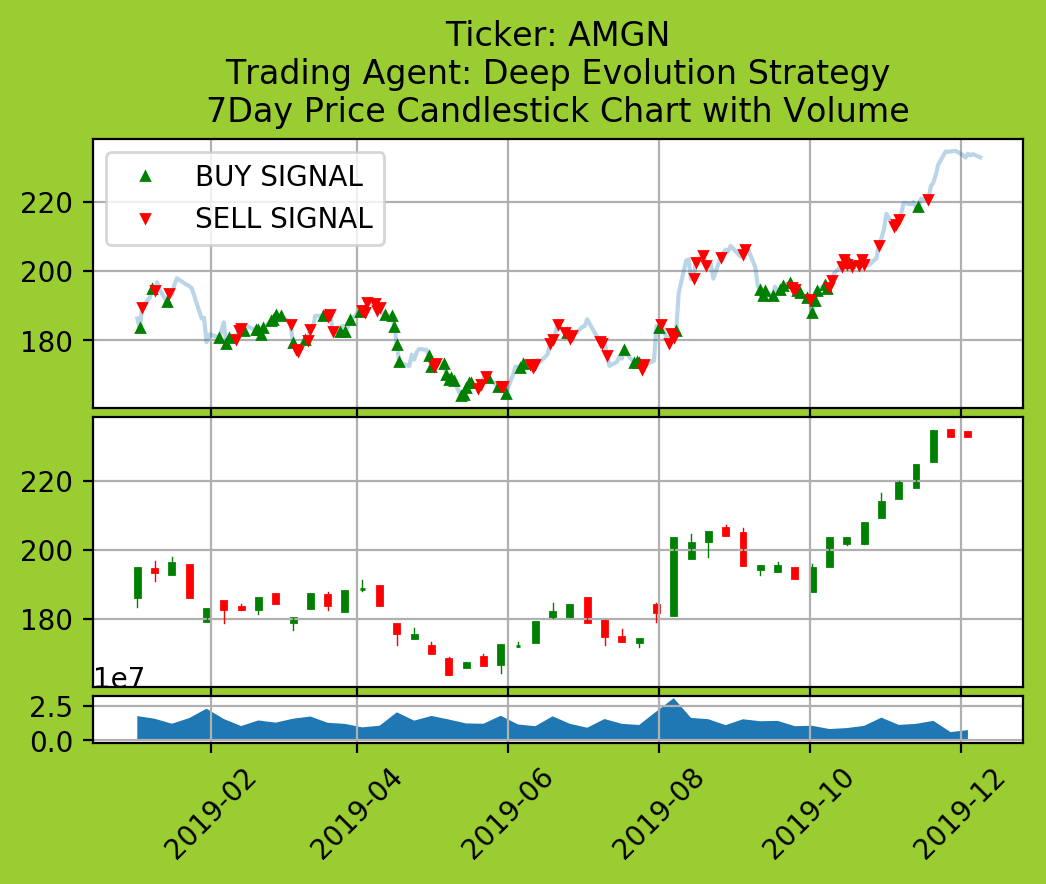 Ticker: AMGN
Trading Agent: Deep Evolution Strategy
7Day Price Candlestick Chart with Volume
BUY SIGNAL
SELL SIGNAL
220
200
180
220
200
180
1e7
2.5
0.0
2019-02
2019-04
2019-06
2019-08
2019-10
2019-12